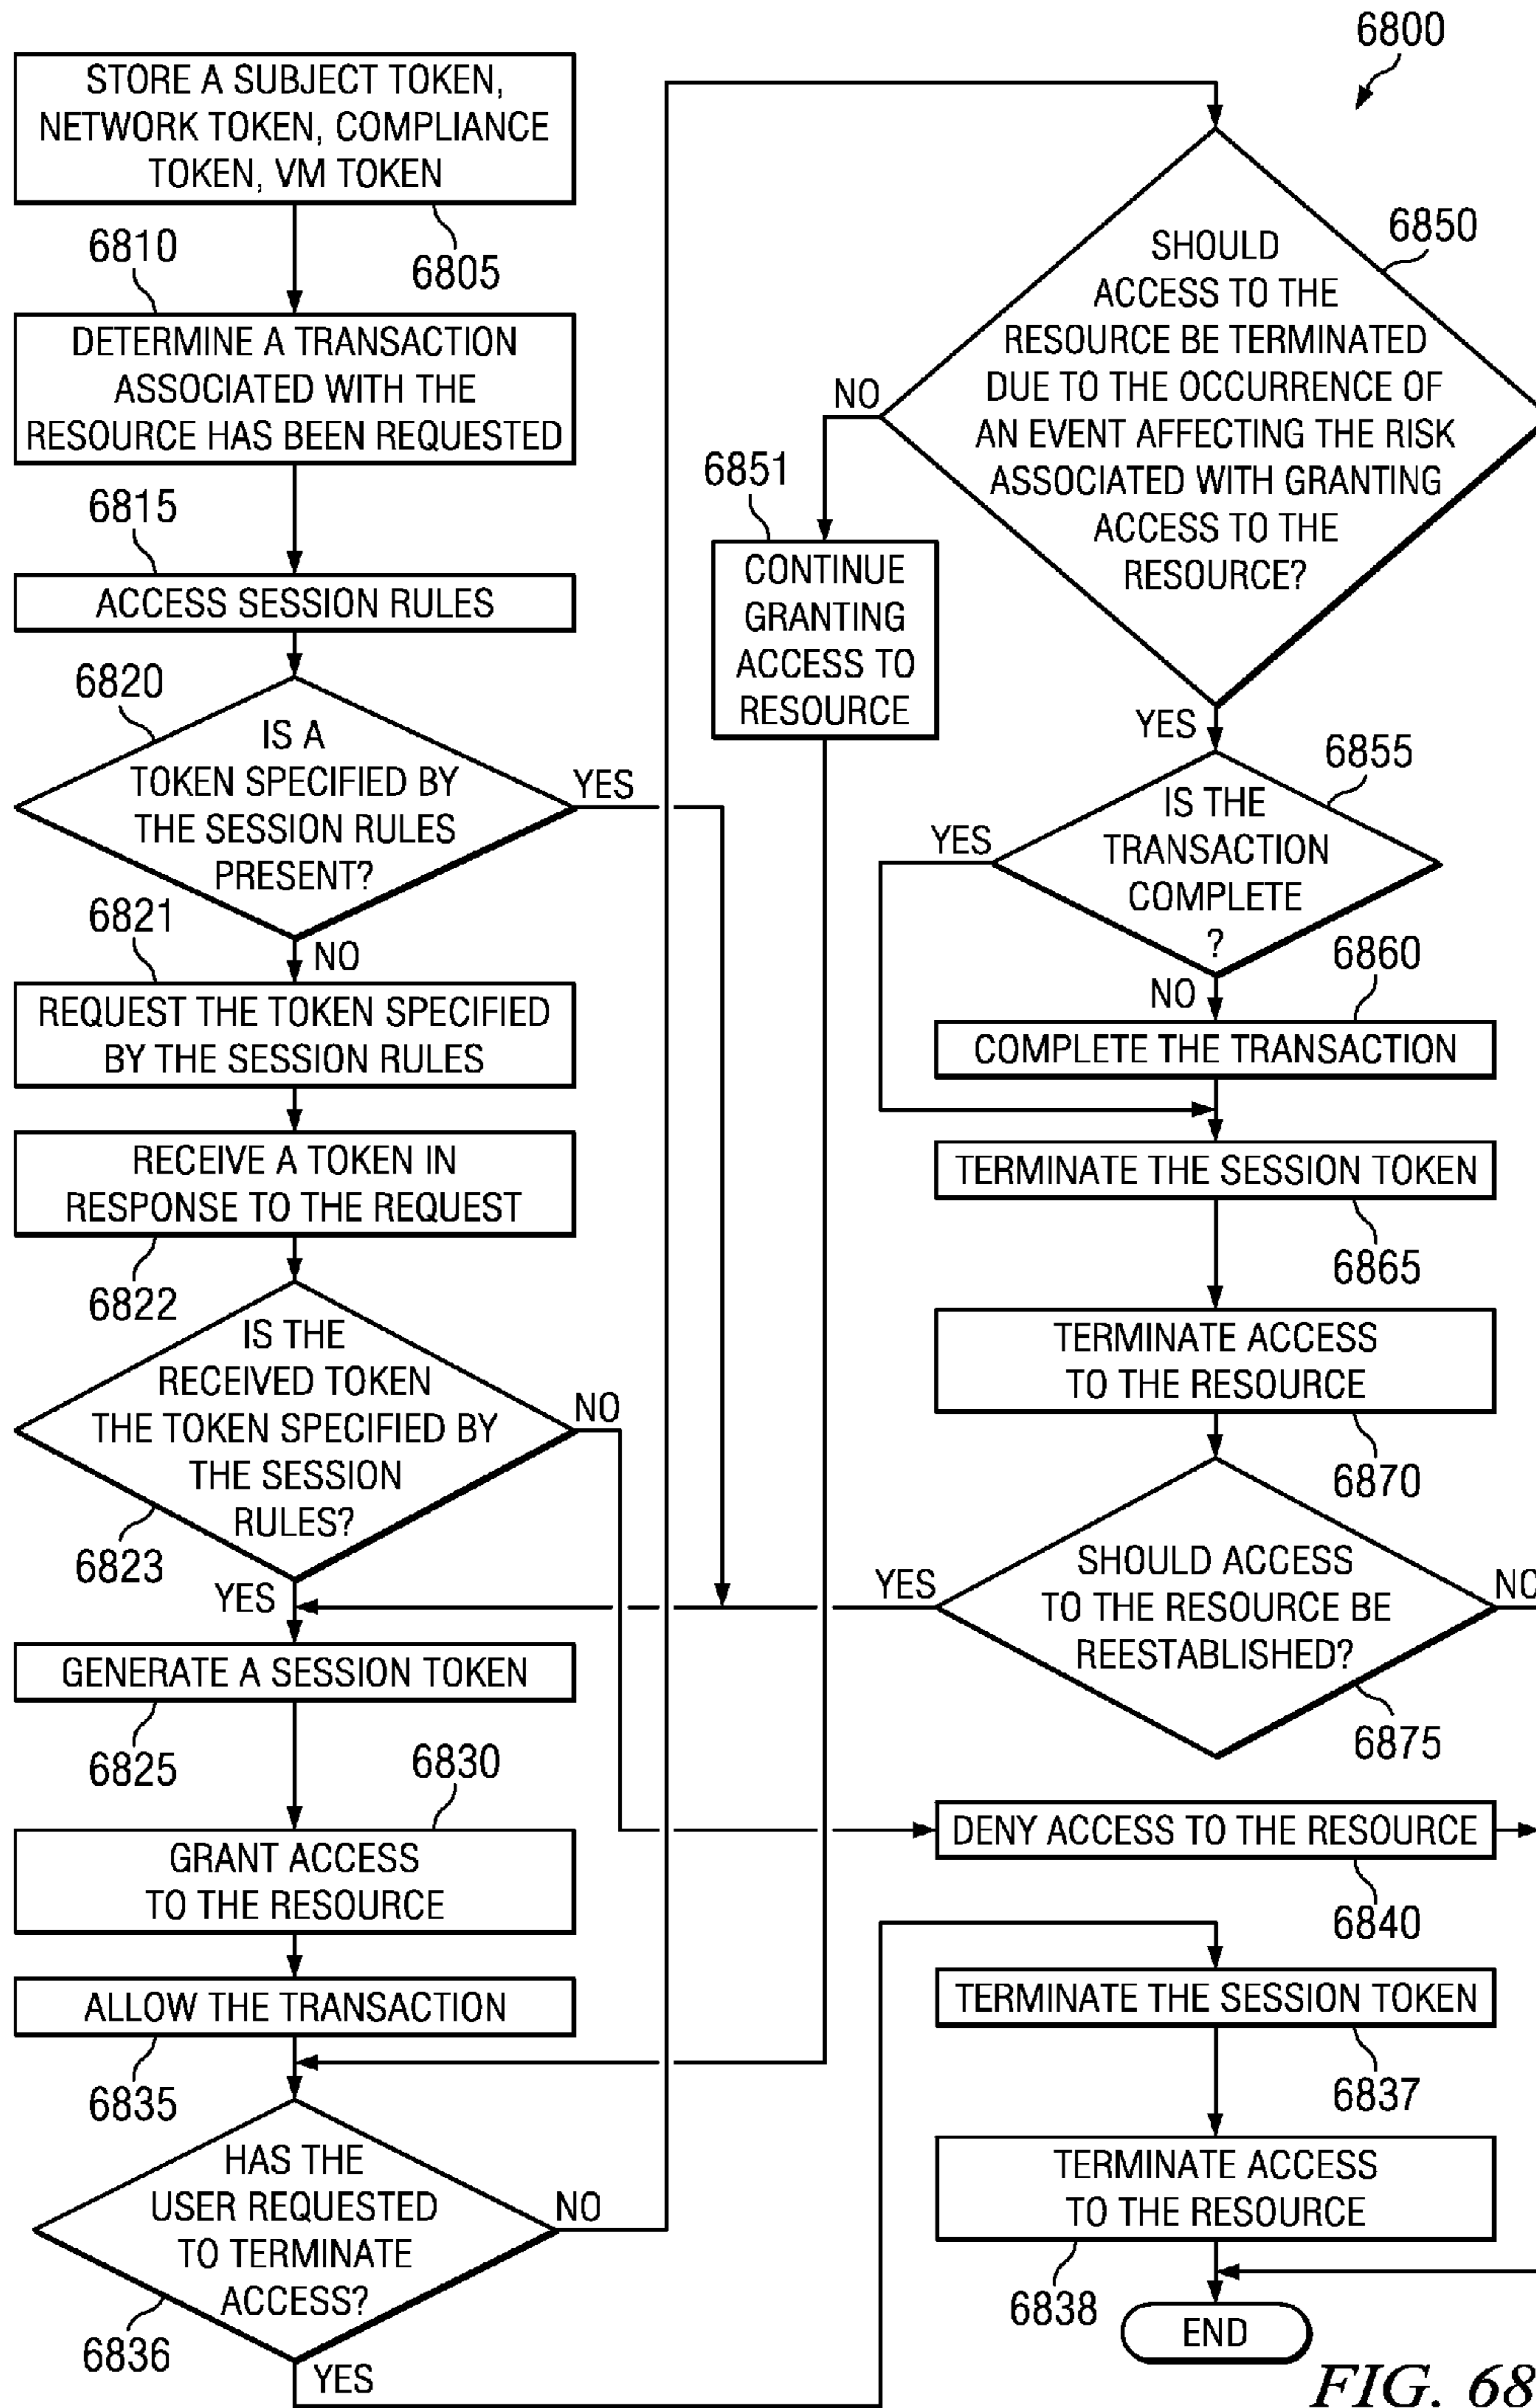 6800
STORE A SUBJECT TOKEN,
NETWORK TOKEN, COMPLIANCE
TOKEN, VM TOKEN
6805
6810
DETERMINE A TRANSACTION
ASSOCIATED WITH THE
RESOURCE HAS BEEN REQUESTED
6815
ACCESS SESSION RULES
6820
IS A
TOKEN SPECIFIED BY
THE SESSION RULES
PRESENT?
YES
6821
NO
REQUEST THE TOKEN SPECIFIED
BY THE SESSION RULES
RECEIVE A TOKEN IN
RESPONSE TO THE REQUEST
6822
IS THE
RECEIVED TOKEN
THE TOKEN SPECIFIED BY
THE SESSION
RULES?
NO
6823
YES
GENERATE A SESSION TOKEN
6825
6830
GRANT ACCESS
TO THE RESOURCE
ALLOW THE TRANSACTION
6835
HAS THE
USER REQUESTED
TO TERMINATE
ACCESS?
NO
6836
YES
6850
SHOULD
ACCESS TO THE
RESOURCE BE TERMINATED
DUE TO THE OCCURRENCE OF
AN EVENT AFFECTING THE RISK
ASSOCIATED WITH GRANTING
ACCESS TO THE
RESOURCE?
NO
6851
CONTINUE
GRANTING
ACCESS TO
RESOURCE
YES
6855
IS THE
TRANSACTION
COMPLETE
?
YES
6860
NO
COMPLETE THE TRANSACTION
TERMINATE THE SESSION TOKEN
6865
TERMINATE ACCESS
TO THE RESOURCE
6870
SHOULD ACCESS
TO THE RESOURCE BE
REESTABLISHED?
YES
NO
6875
DENY ACCESS TO THE RESOURCE
6840
TERMINATE THE SESSION TOKEN
6837
TERMINATE ACCESS
TO THE RESOURCE
6838
END
FIG. 68